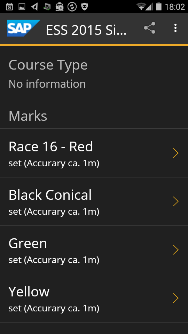 18:02
SAP
ESS 2015 Si...
Course Type
No information
Marks
Race 16 - Red
set (Accurary ca. 1m)
Black Conical
set (Accurary ca. 1m)
Green
set (Accurary ca. 1m)
Yellow
set (Accurary ca. 1m)